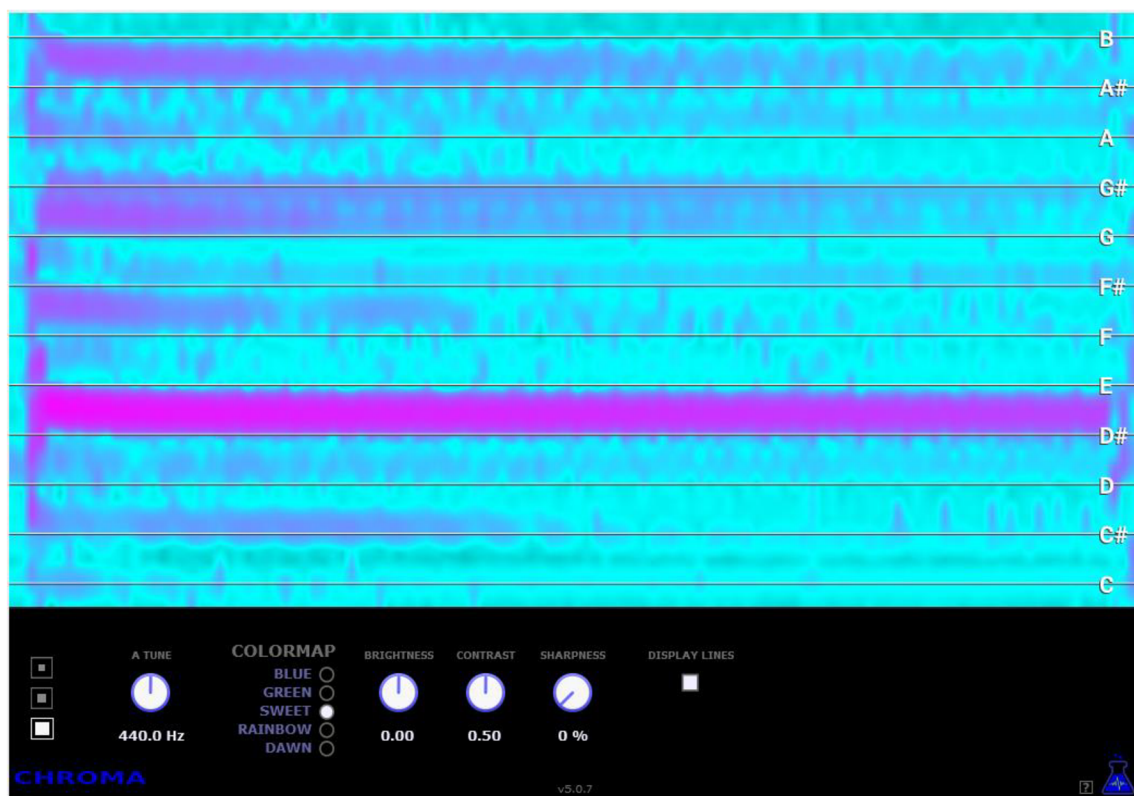 B
A#
A
G#
G
F#
F
E
D#
D
C#
C
A TUNE
440.0 Hz
COLORMAP
BLUE
GREEN
SWEET
RAINBOW
DAWN
BRIGHTNESS
0.00
CONTRAST
0.50
SHARPNESS
0 %
DISPLAY LINES
CHROMA
v5.0.7
?